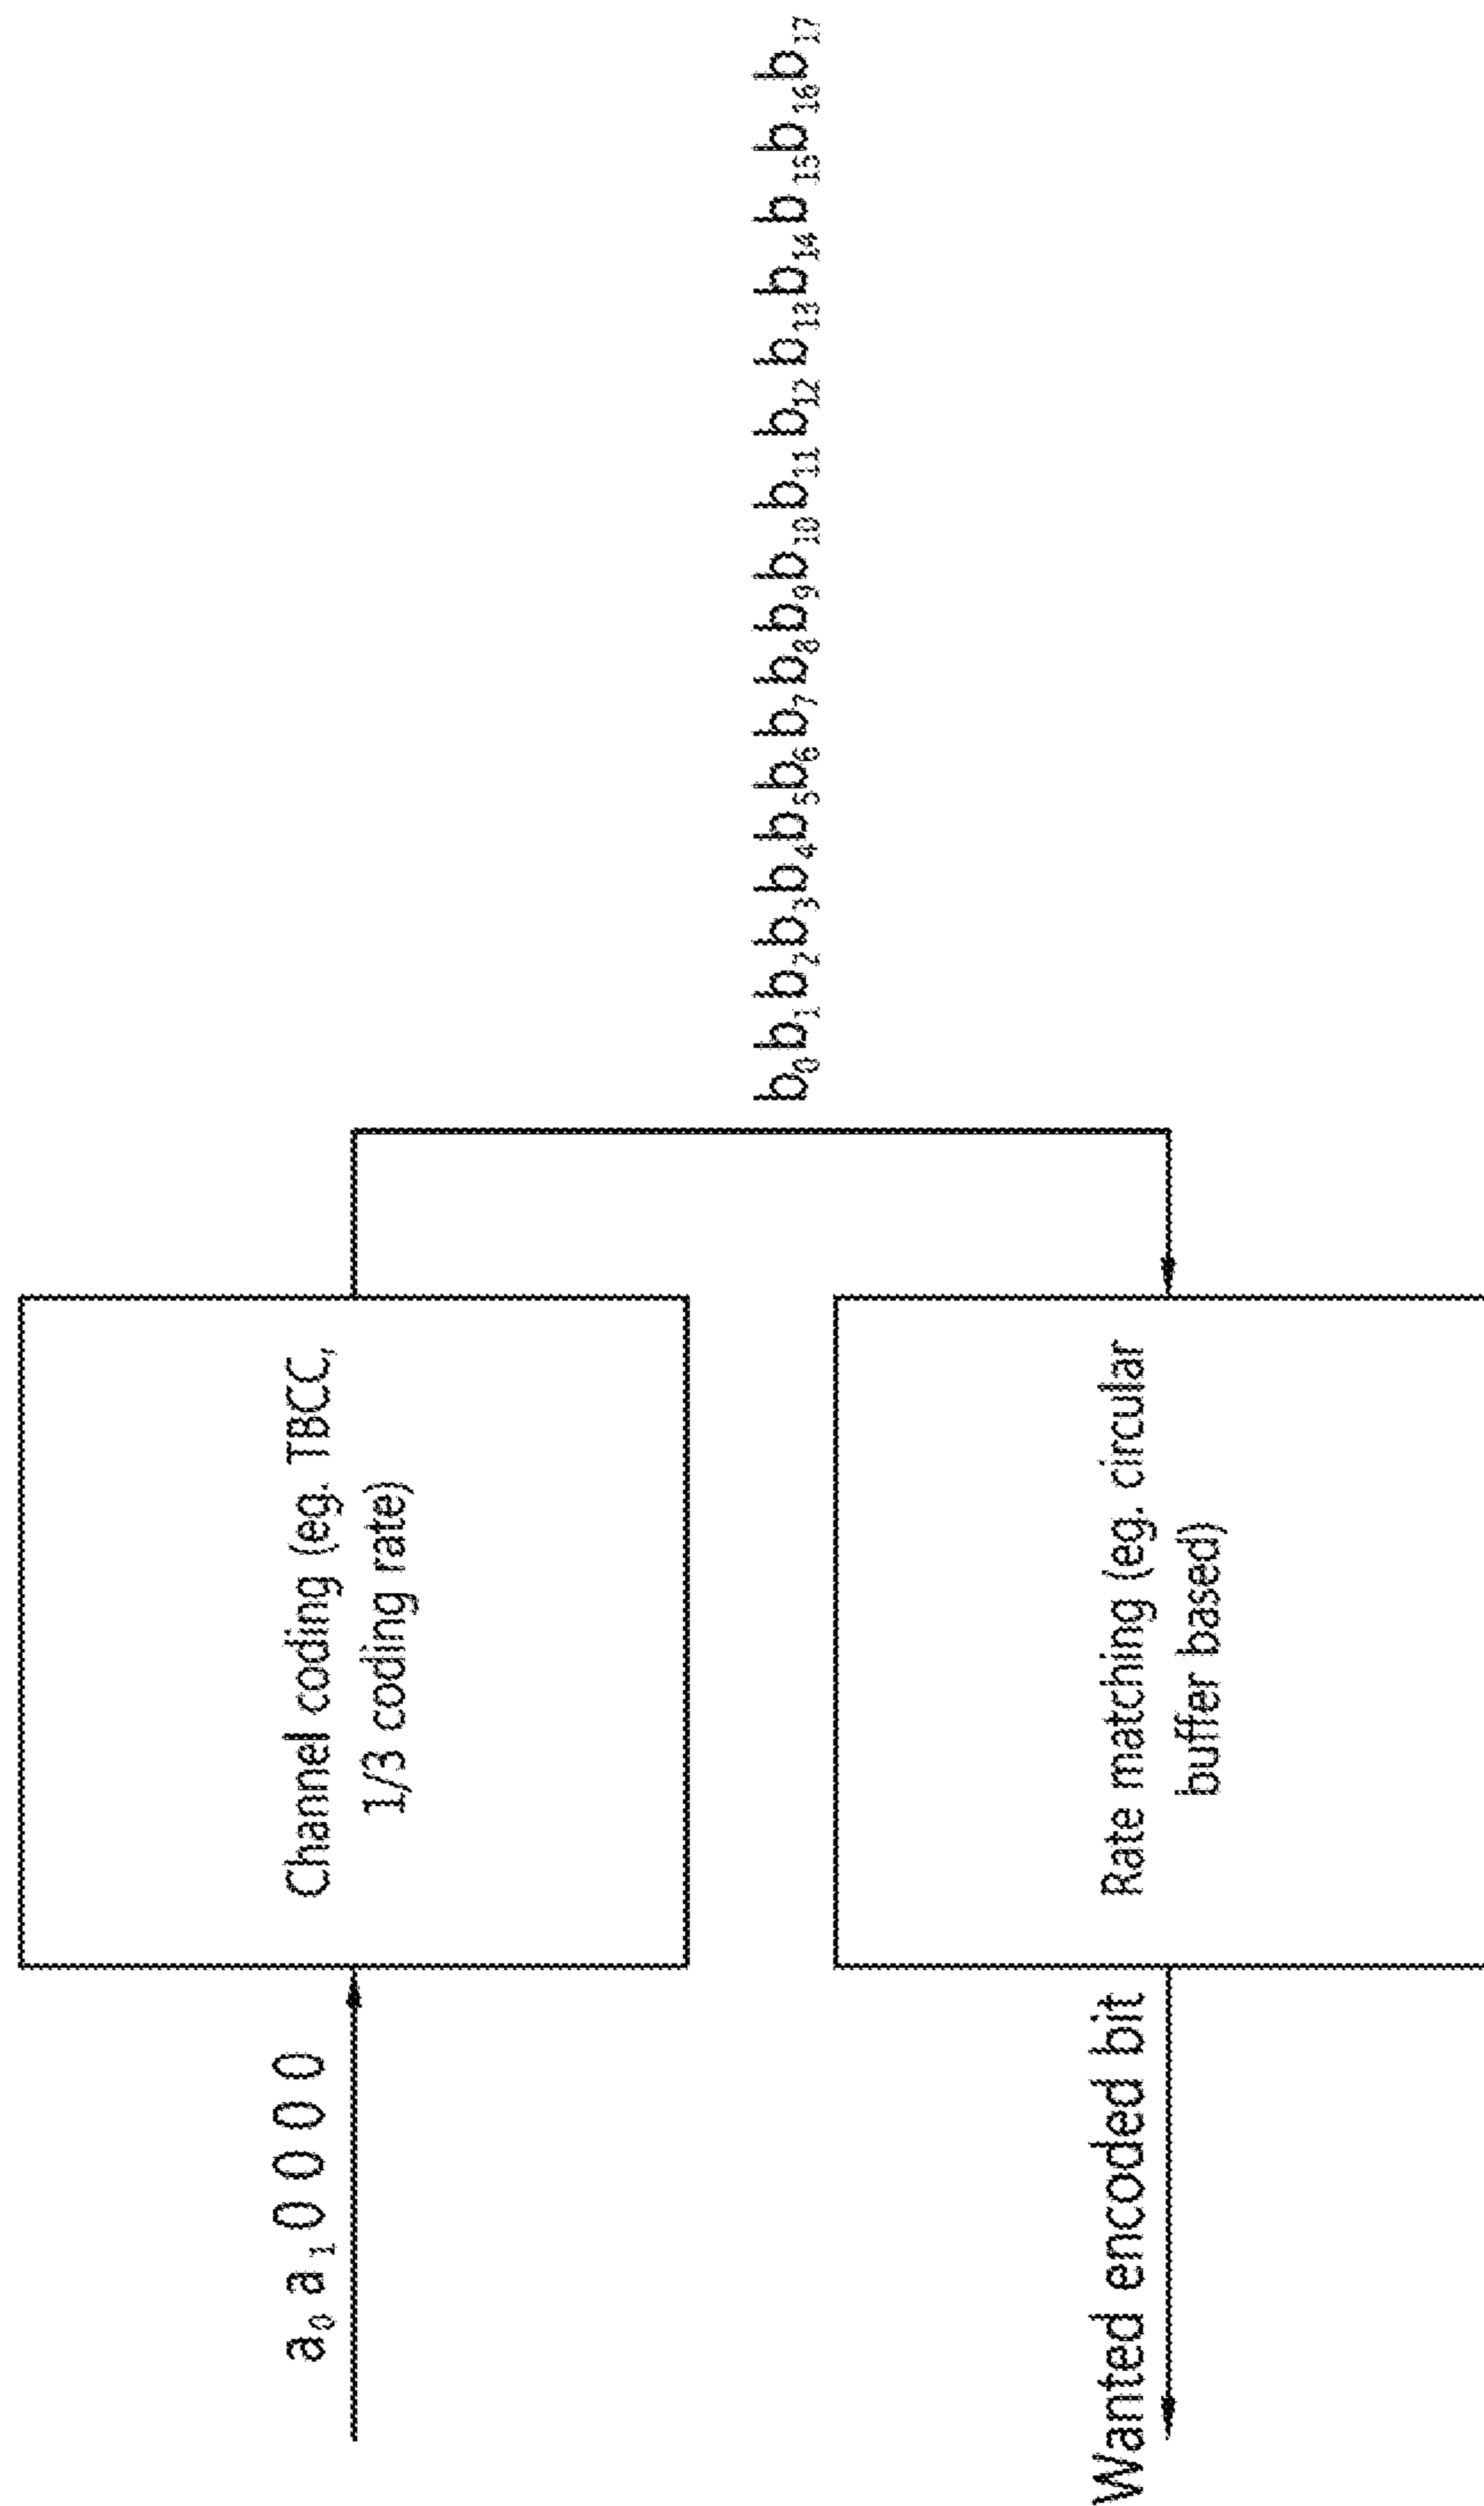 a₀ a₁ 0 0 0 0
Channel coding (eg. TBCC,
1/3 coding rate)
b₀b₁b₂b₃b₄b₅b₆b₇b₈b₉b₁₀b₁₁b₁₂b₁₃b₁₄b₁₅b₁₆b₁₇
Wanted encoded bit
Rate matching (eg. circular
buffer based)